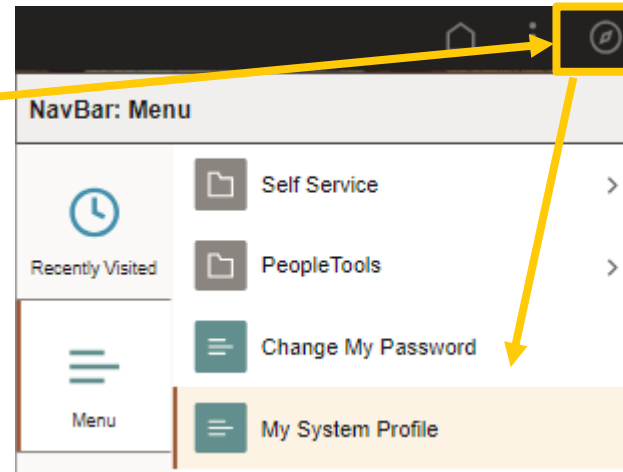 NavBar: Menu
Self Service
Recently Visited
PeopleTools
Change My Password
Menu
My System Profile